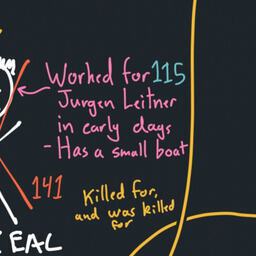 Worked for 115
Jurgen Leitner
in early days
- Has a small boat
141
Killed for,
and was killed
for
EAL